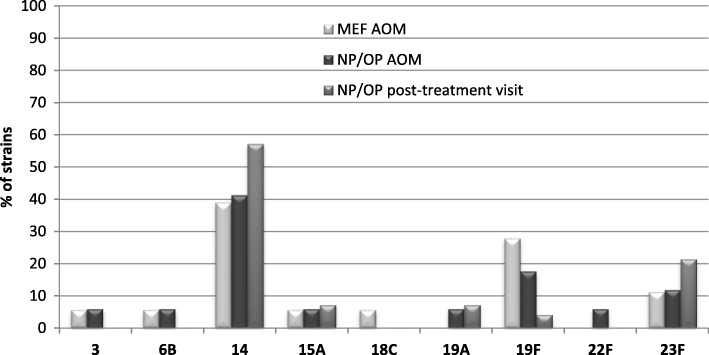 100
MEF AOM
90
NP/OP AOM
80
NP/OP post-treatment visit
70
60
50
40
30
20
10
0
% of strains
3 6B 14 15A 18C 19A 19F 22F 23F